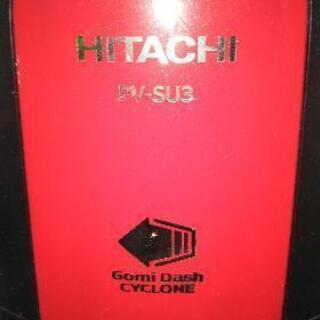 HITACHI
PV-SU3
Gomi Dash
CYCLONE